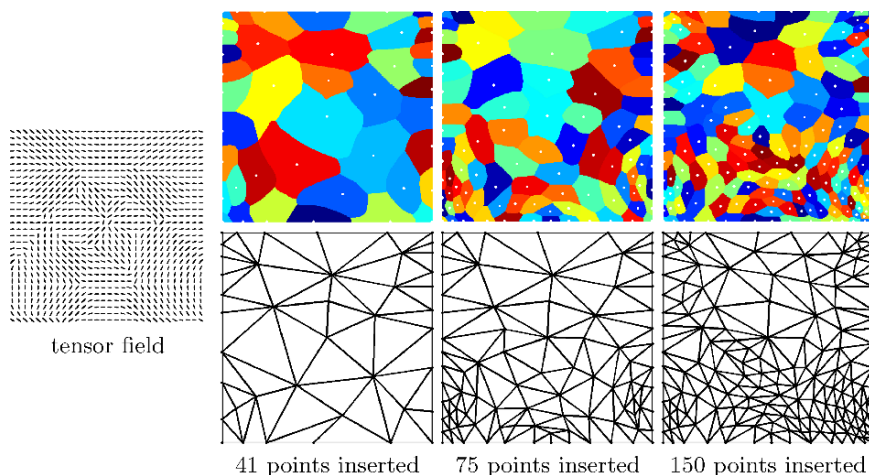 tensor field
41 points inserted
75 points inserted
150 points inserted